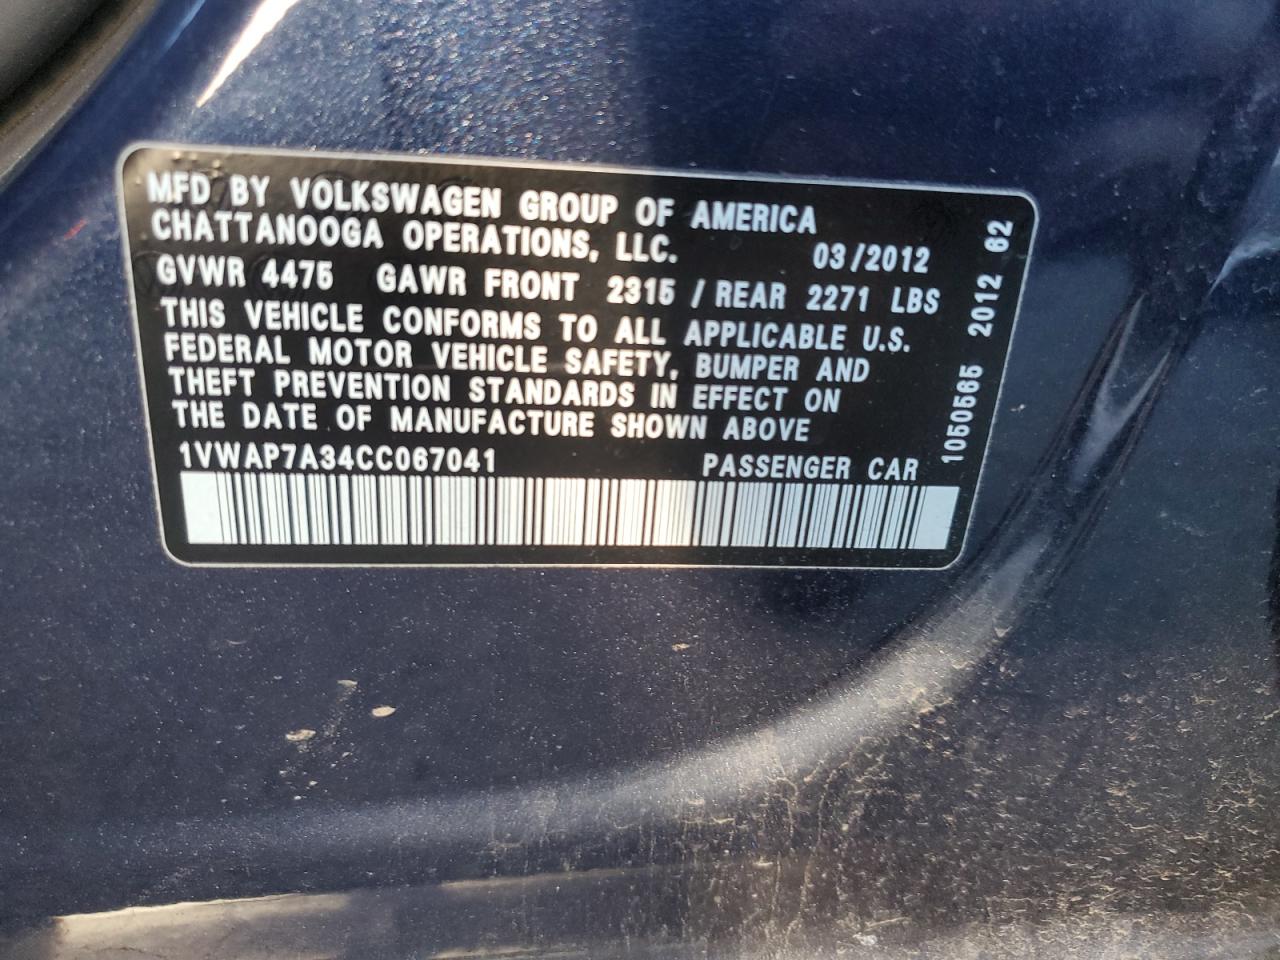 MFD BY VOLKSWAGEN GROUP OF AMERICA
CHATTANOOGA OPERATIONS, LLC. 03/2012
GVWR 4475 GAWR FRONT 2315 / REAR 2271 LBS
THIS VEHICLE CONFORMS TO ALL APPLICABLE U.S.
FEDERAL MOTOR VEHICLE SAFETY, BUMPER AND
THEFT PREVENTION STANDARDS IN EFFECT ON
THE DATE OF MANUFACTURE SHOWN ABOVE
1VWAP7A34CC067041 PASSENGER CAR
1050565 2012 62